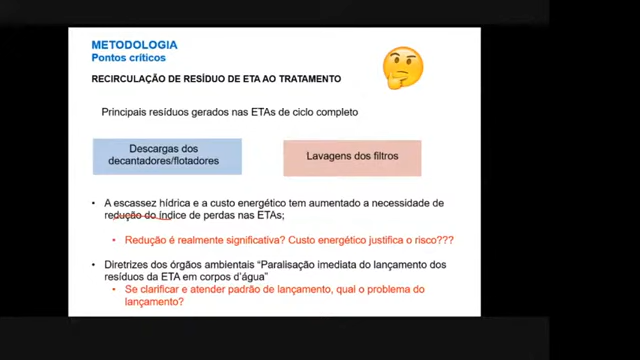 METODOLOGIA
Pontos críticos
RECIRCULAÇÃO DE RESÍDUO DE ETA AO TRATAMENTO
Principais resíduos gerados nas ETAs de ciclo completo
Descargas dos
decantadores/flotadores
Lavagens dos filtros
• A escassez hídrica e a custo energético tem aumentado a necessidade de
redução do índice de perdas nas ETAs;
• Redução é realmente significativa? Custo energético justifica o risco???
• Diretrizes dos órgãos ambientais “Paralisação imediata do lançamento dos
resíduos da ETA em corpos d’água”
• Se clarificar e atender padrão de lançamento, qual o problema do
lançamento?